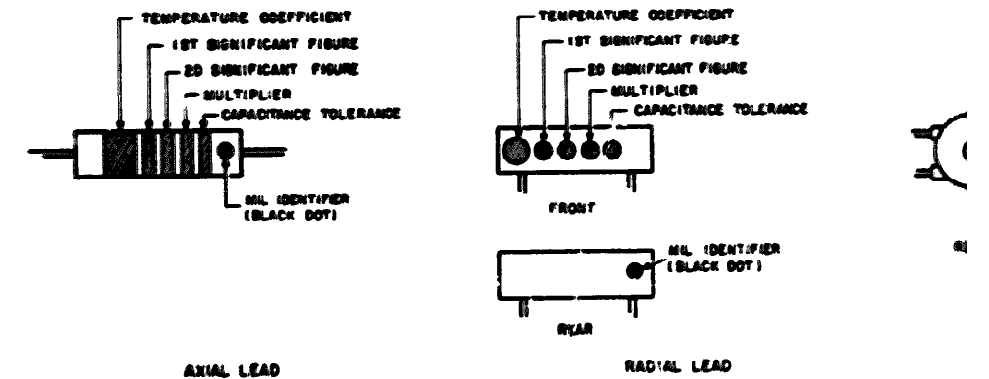 TEMPERATURE COEFFICIENT
1ST SIGNIFICANT FIGURE
2D SIGNIFICANT FIGURE
MULTIPLIER
CAPACITANCE TOLERANCE
MIL IDENTIFIER
(BLACK DOT)
AXIAL LEAD
TEMPERATURE COEFFICIENT
1ST SIGNIFICANT FIGURE
2D SIGNIFICANT FIGURE
MULTIPLIER
CAPACITANCE TOLERANCE
FRONT
MIL IDENTIFIER
(BLACK DOT)
REAR
RADIAL LEAD